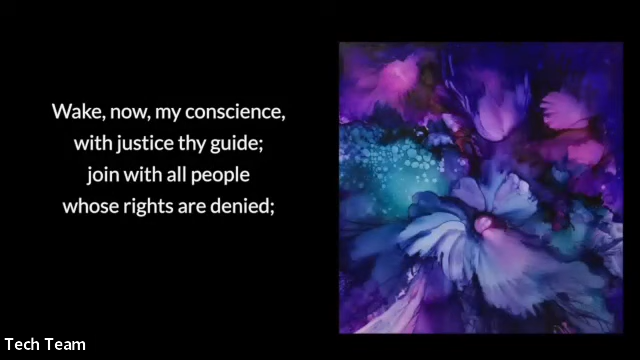 Wake, now, my conscience,
with justice thy guide;
join with all people
whose rights are denied;
Tech Team